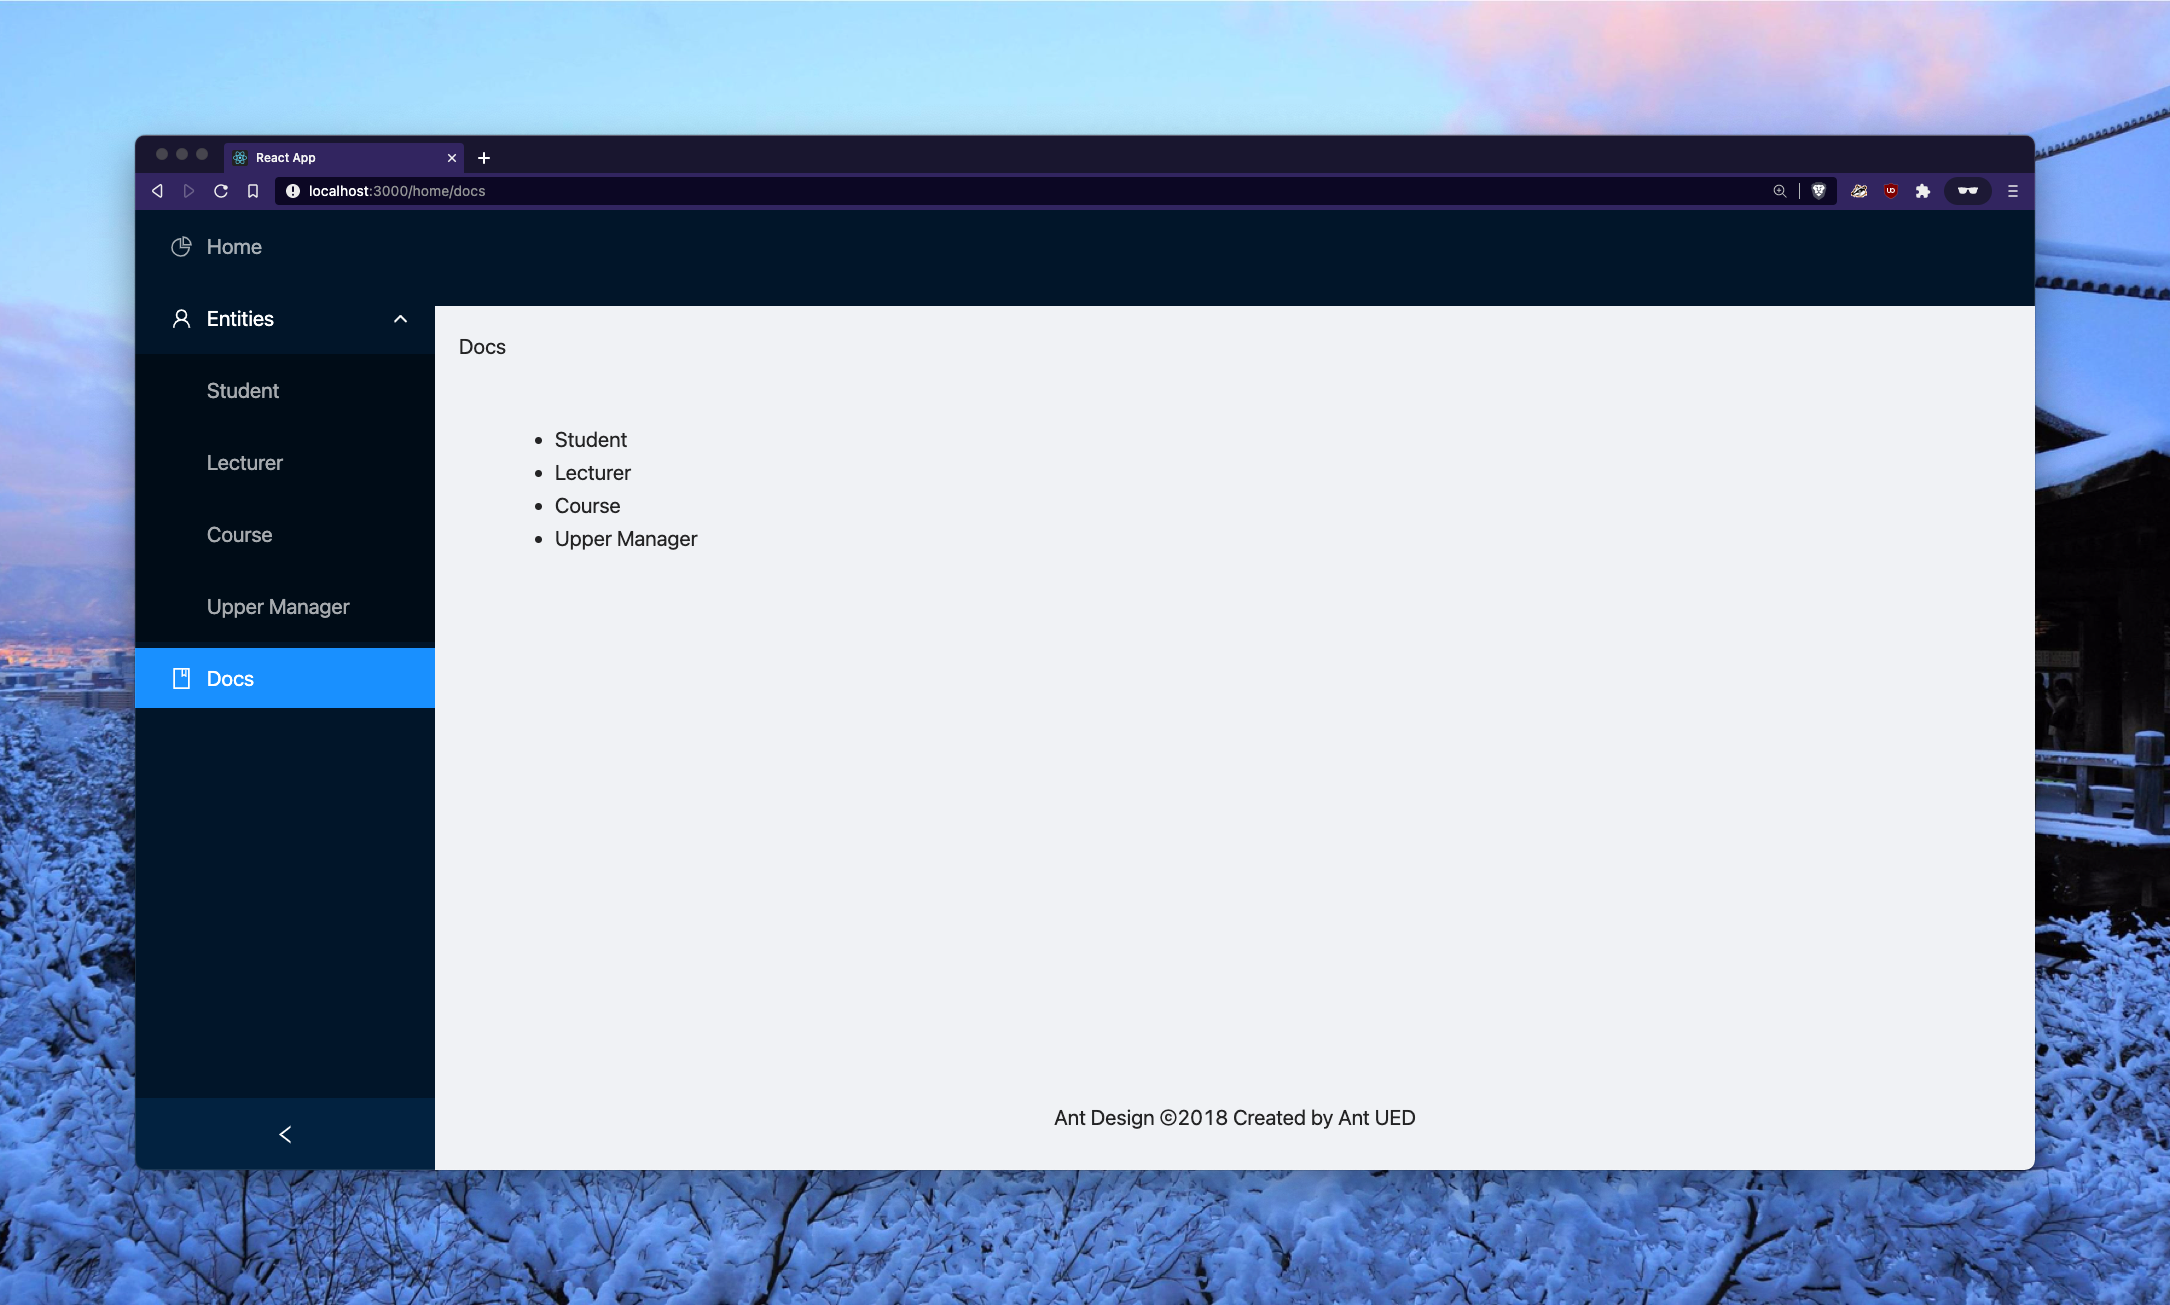 React App
localhost:3000/home/docs
Home
Entities
Student
Lecturer
Course
Upper Manager
Docs
Docs
Student
Lecturer
Course
Upper Manager
Ant Design ©2018 Created by Ant UED